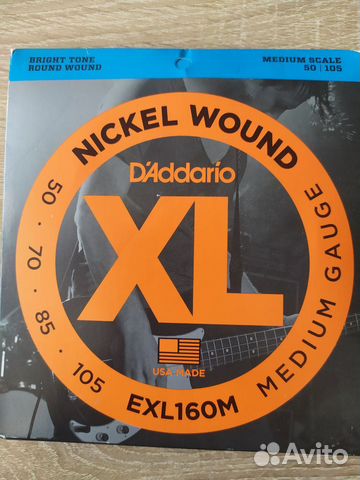 BRIGHT TONE
ROUND WOUND
MEDIUM SCALE
50 | 105
NICKEL WOUND
D'Addario
XL
50 · 70 · 85 · 105
MEDIUM GAUGE
USA MADE
EXL160M
Avito